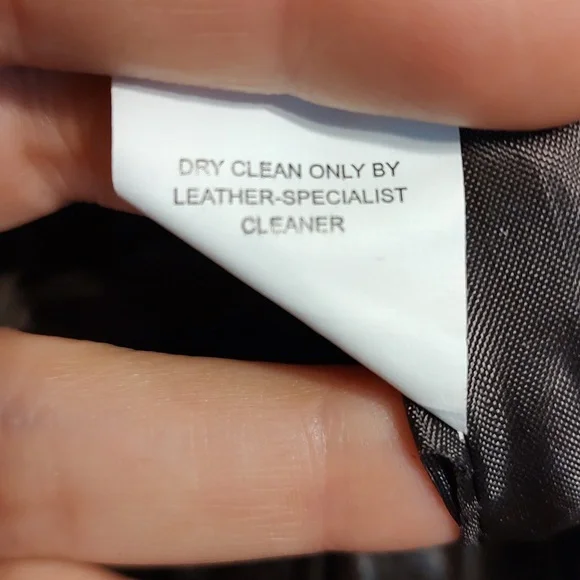 DRY CLEAN ONLY BY
LEATHER-SPECIALIST
CLEANER